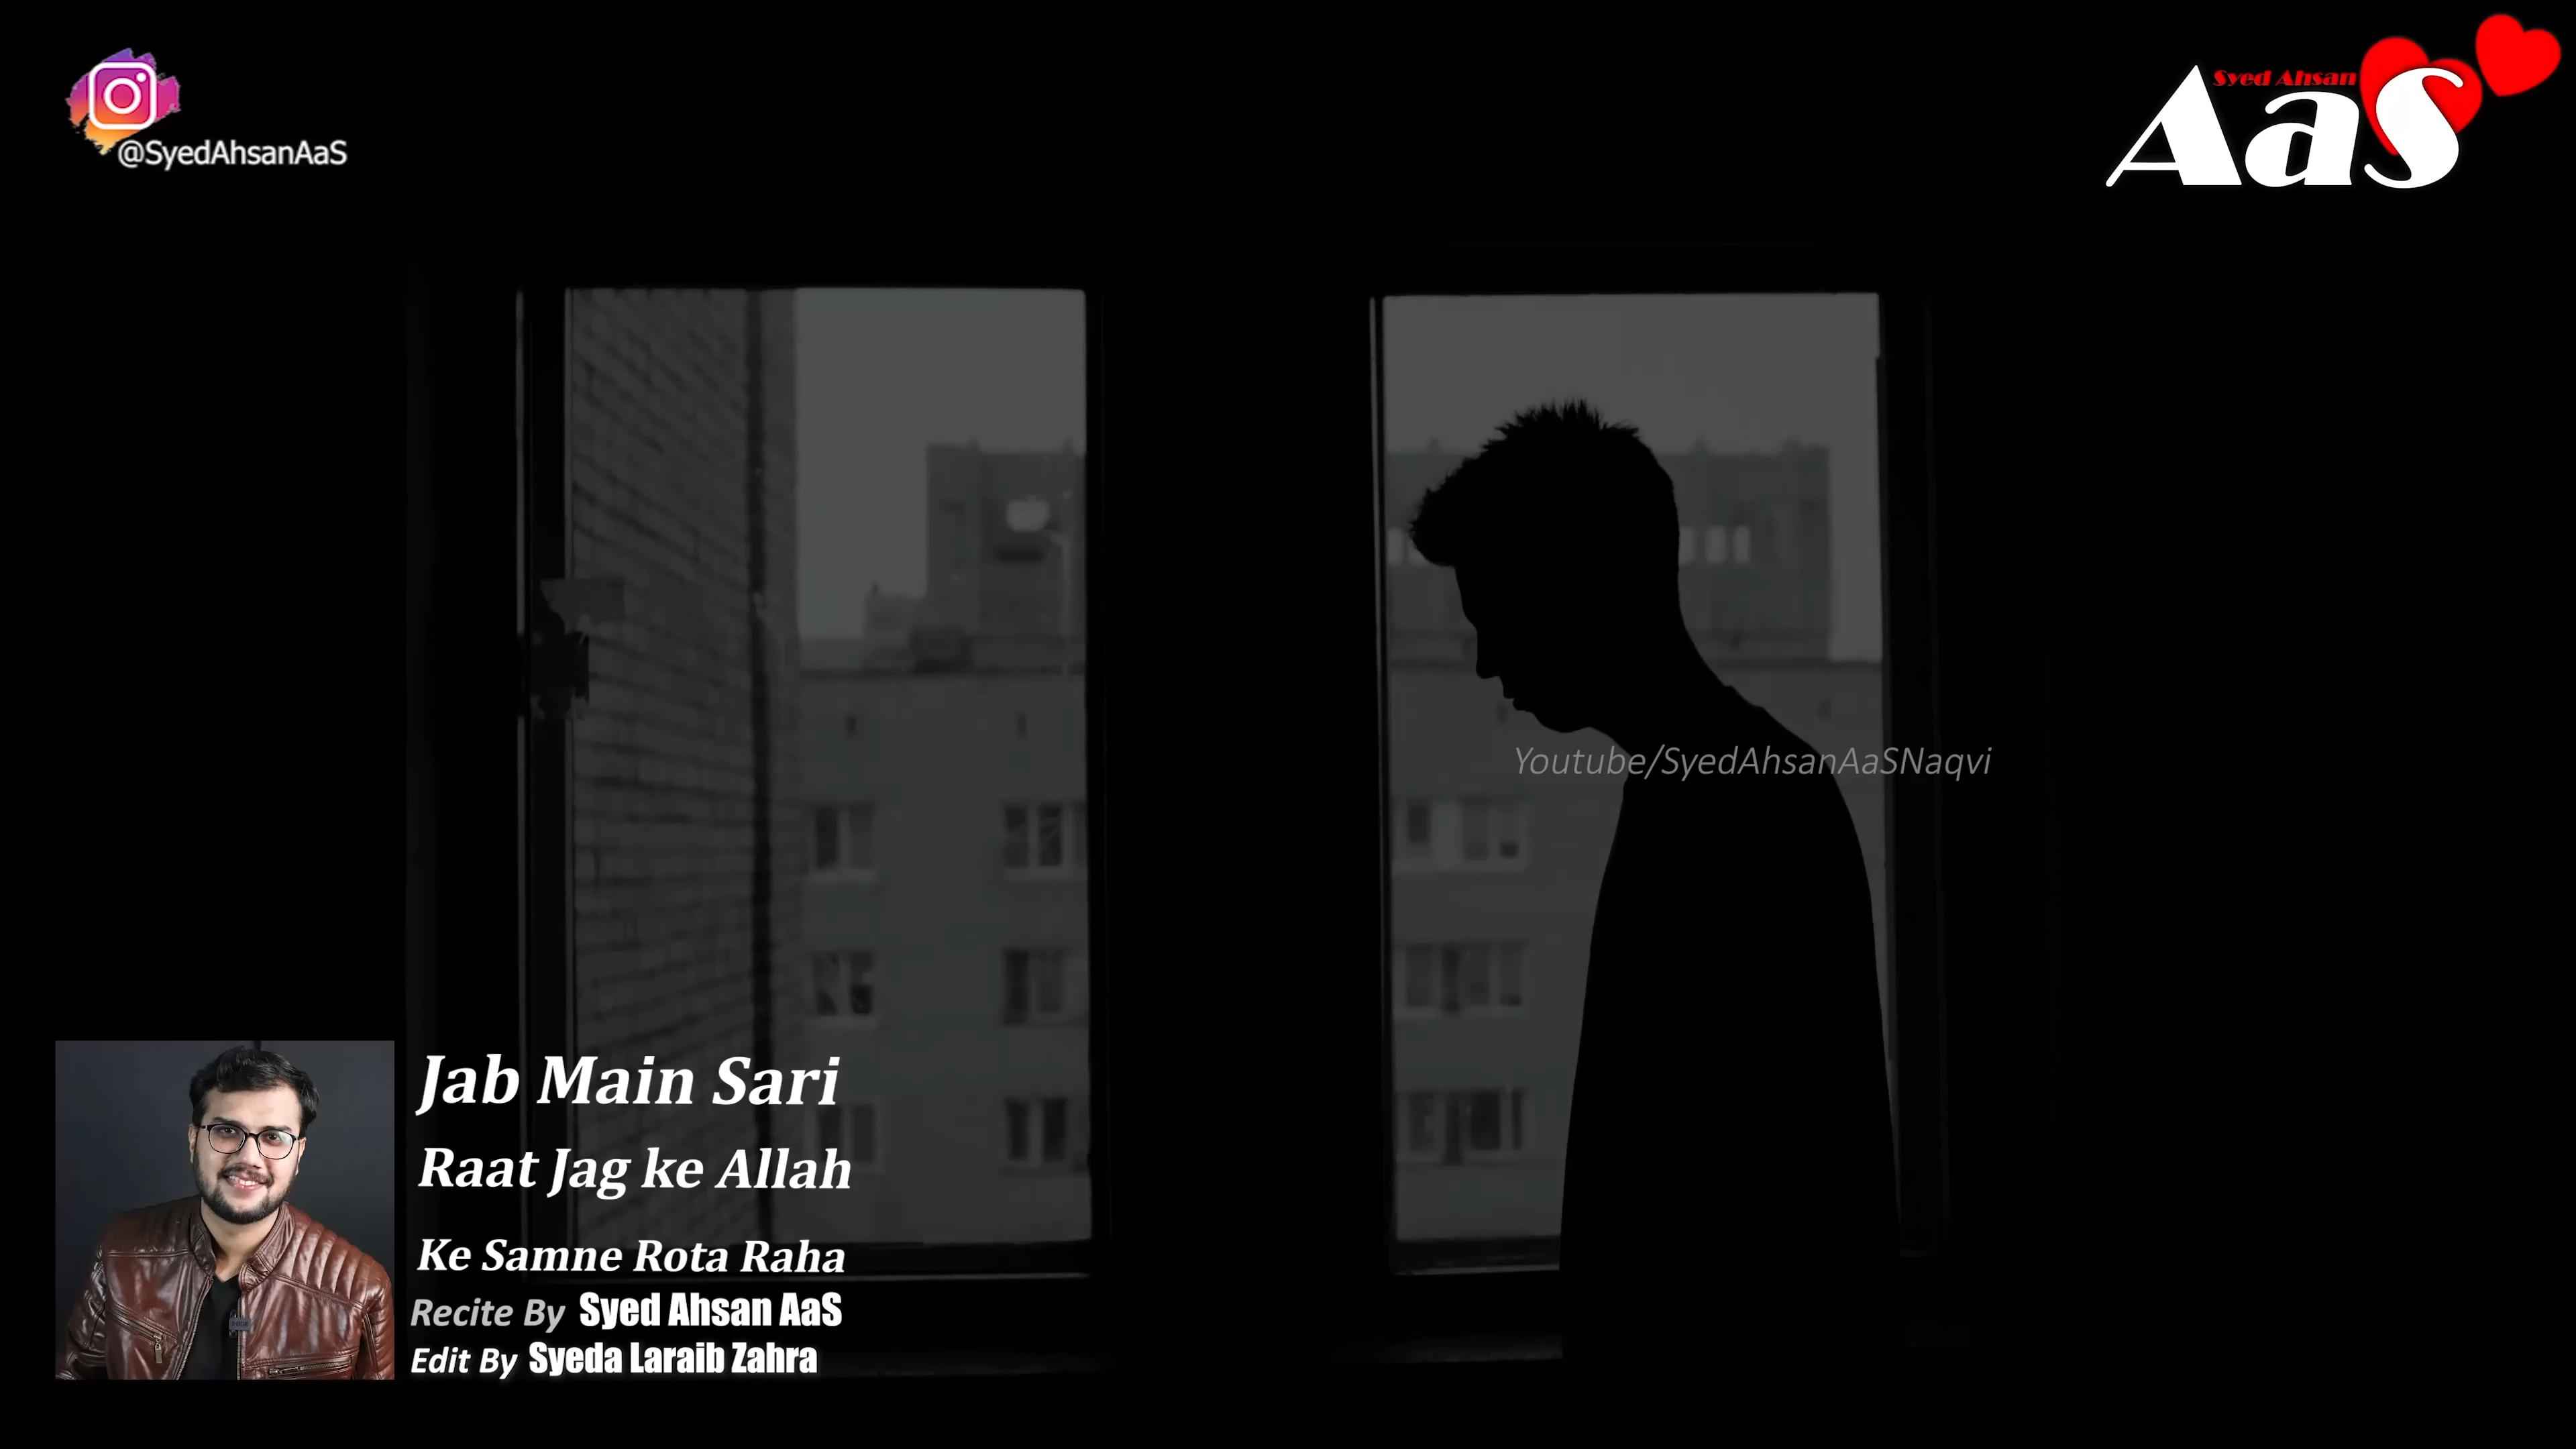 @SyedAhsanAaS
Syed Ahsan
AaS
Youtube/SyedAhsanAaSNaqvi
Jab Main Sari
Raat Jag ke Allah
Ke Samne Rota Raha
Recite By Syed Ahsan AaS
Edit By Syeda Laraib Zahra